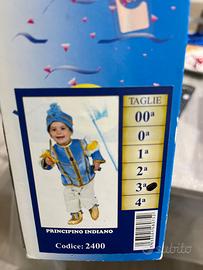 TAGLIE
00ª
0ª
1ª
2ª
3ª
4ª
PRINCIPINO INDIANO
Codice: 2400
subito